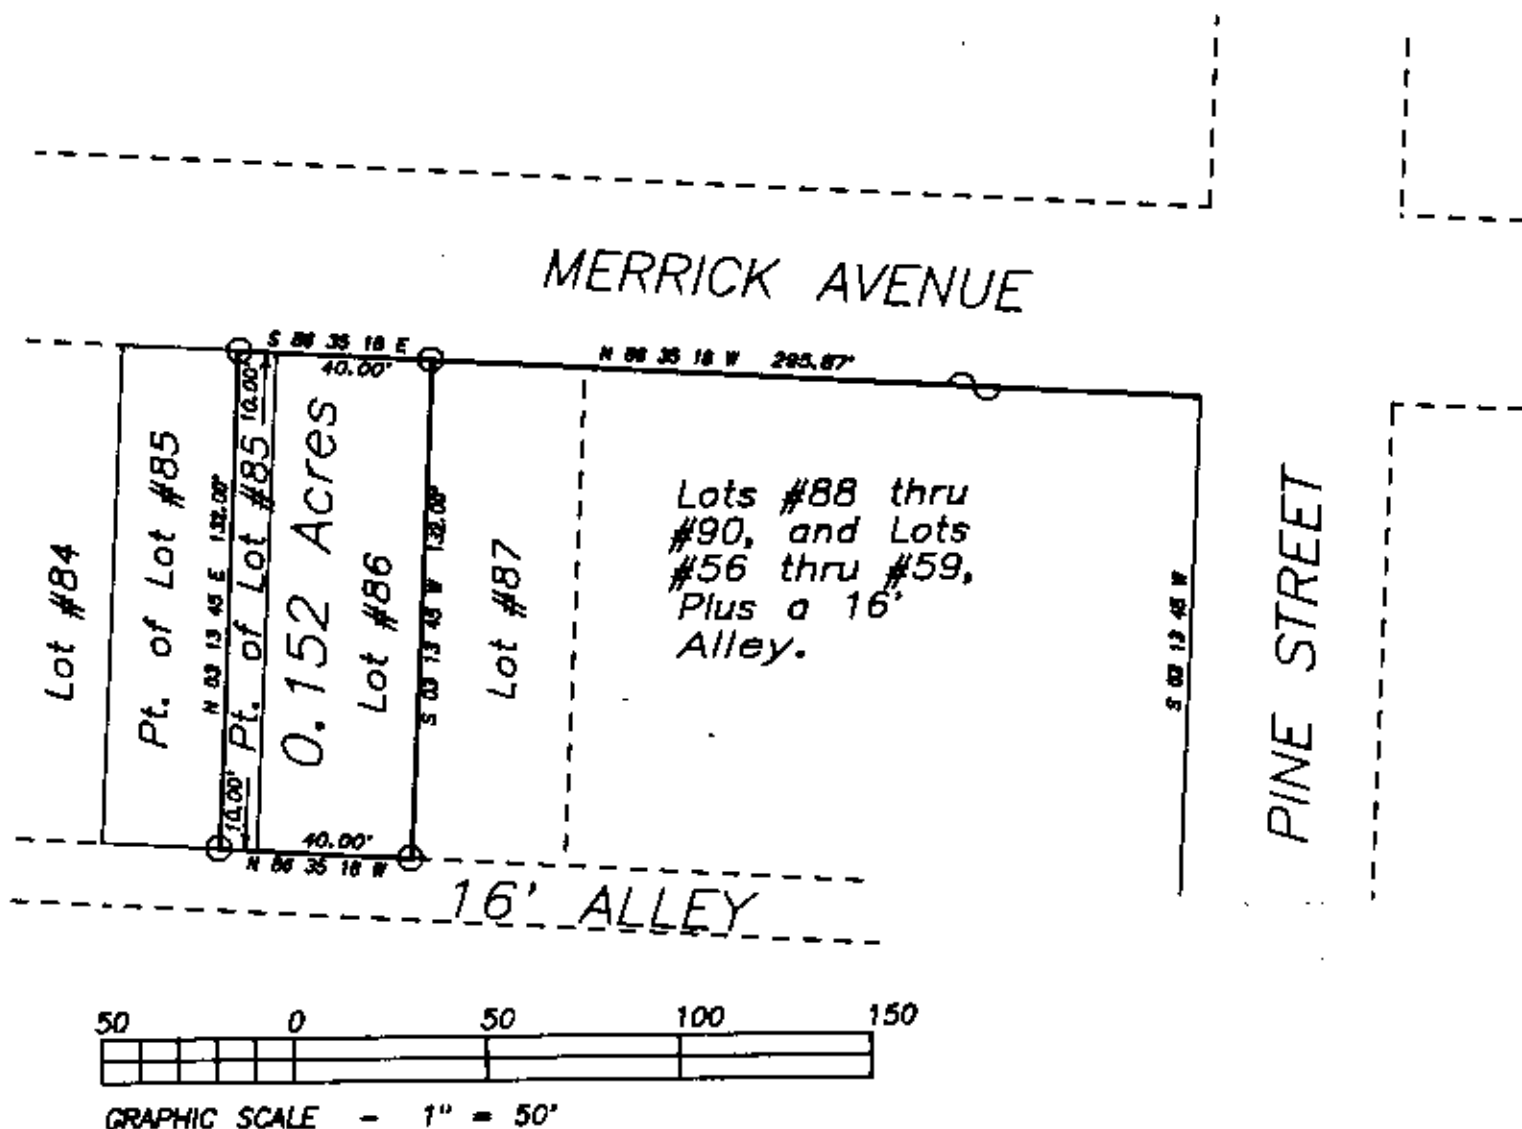 MERRICK AVENUE
S 86 35 18 E
40.00'
N 86 35 18 W 295.87'
10.00'
Lot #84
Pt. of Lot #85
N 03 13 45 E 132.00'
Pt. of Lot #85
0.152 Acres
Lot #86
S 03 13 45 W 132.00'
Lot #87
Lots #88 thru
#90, and Lots
#56 thru #59,
Plus a 16'
Alley.
S 03 13 45 W
PINE STREET
10.00'
40.00'
N 86 35 18 W
16' ALLEY
50 0 50 100 150
GRAPHIC SCALE - 1" = 50'